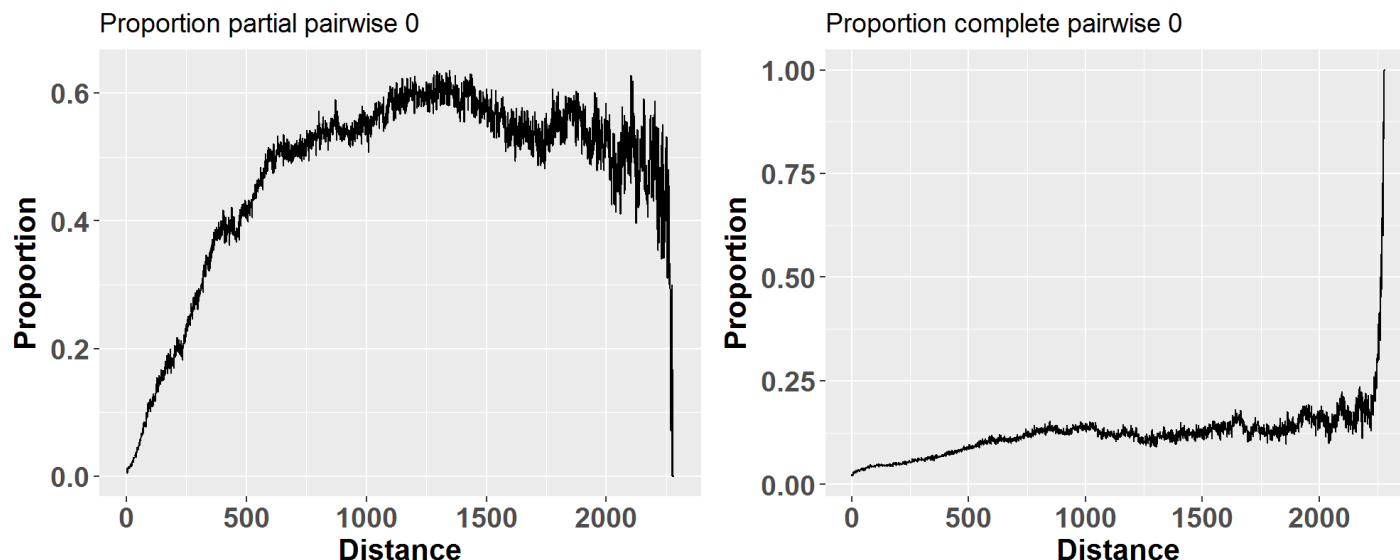 Proportion partial pairwise 0
Proportion
0.6
0.4
0.2
0.0
0 500 1000 1500 2000
Distance
Proportion complete pairwise 0
Proportion
1.00
0.75
0.50
0.25
0.00
0 500 1000 1500 2000
Distance